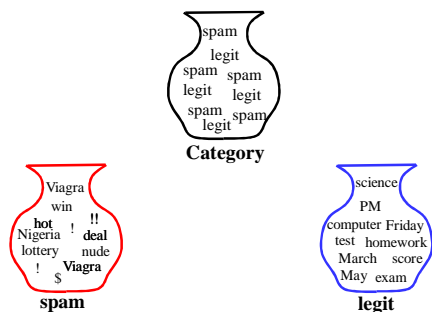 spam
legit
spam spam
legit legit
spam spam
legit
Category
Viagra
win
hot !!
Nigeria ! deal
lottery nude
! Viagra
$
spam
science
PM
computer Friday
test homework
March score
May exam
legit